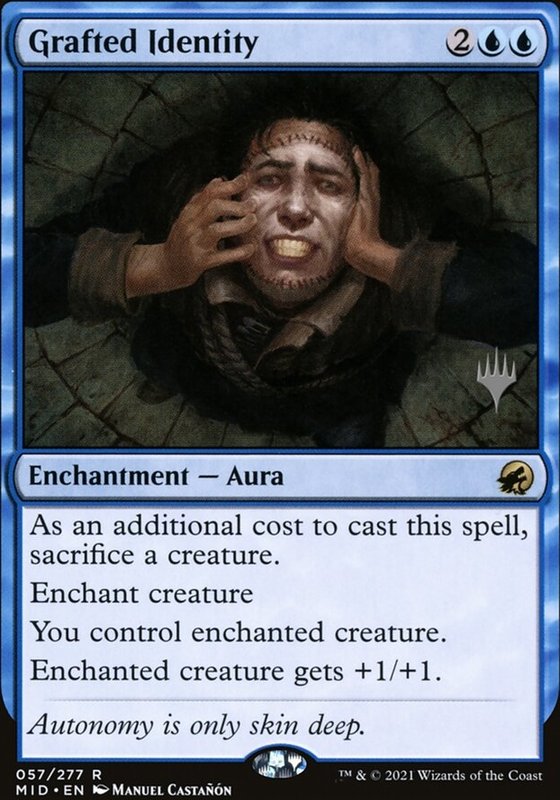 Grafted Identity 2
Enchantment — Aura
As an additional cost to cast this spell,
sacrifice a creature.
Enchant creature
You control enchanted creature.
Enchanted creature gets +1/+1.
Autonomy is only skin deep.
057/277 R
MID • EN Manuel Castañón
™ & © 2021 Wizards of the Coast